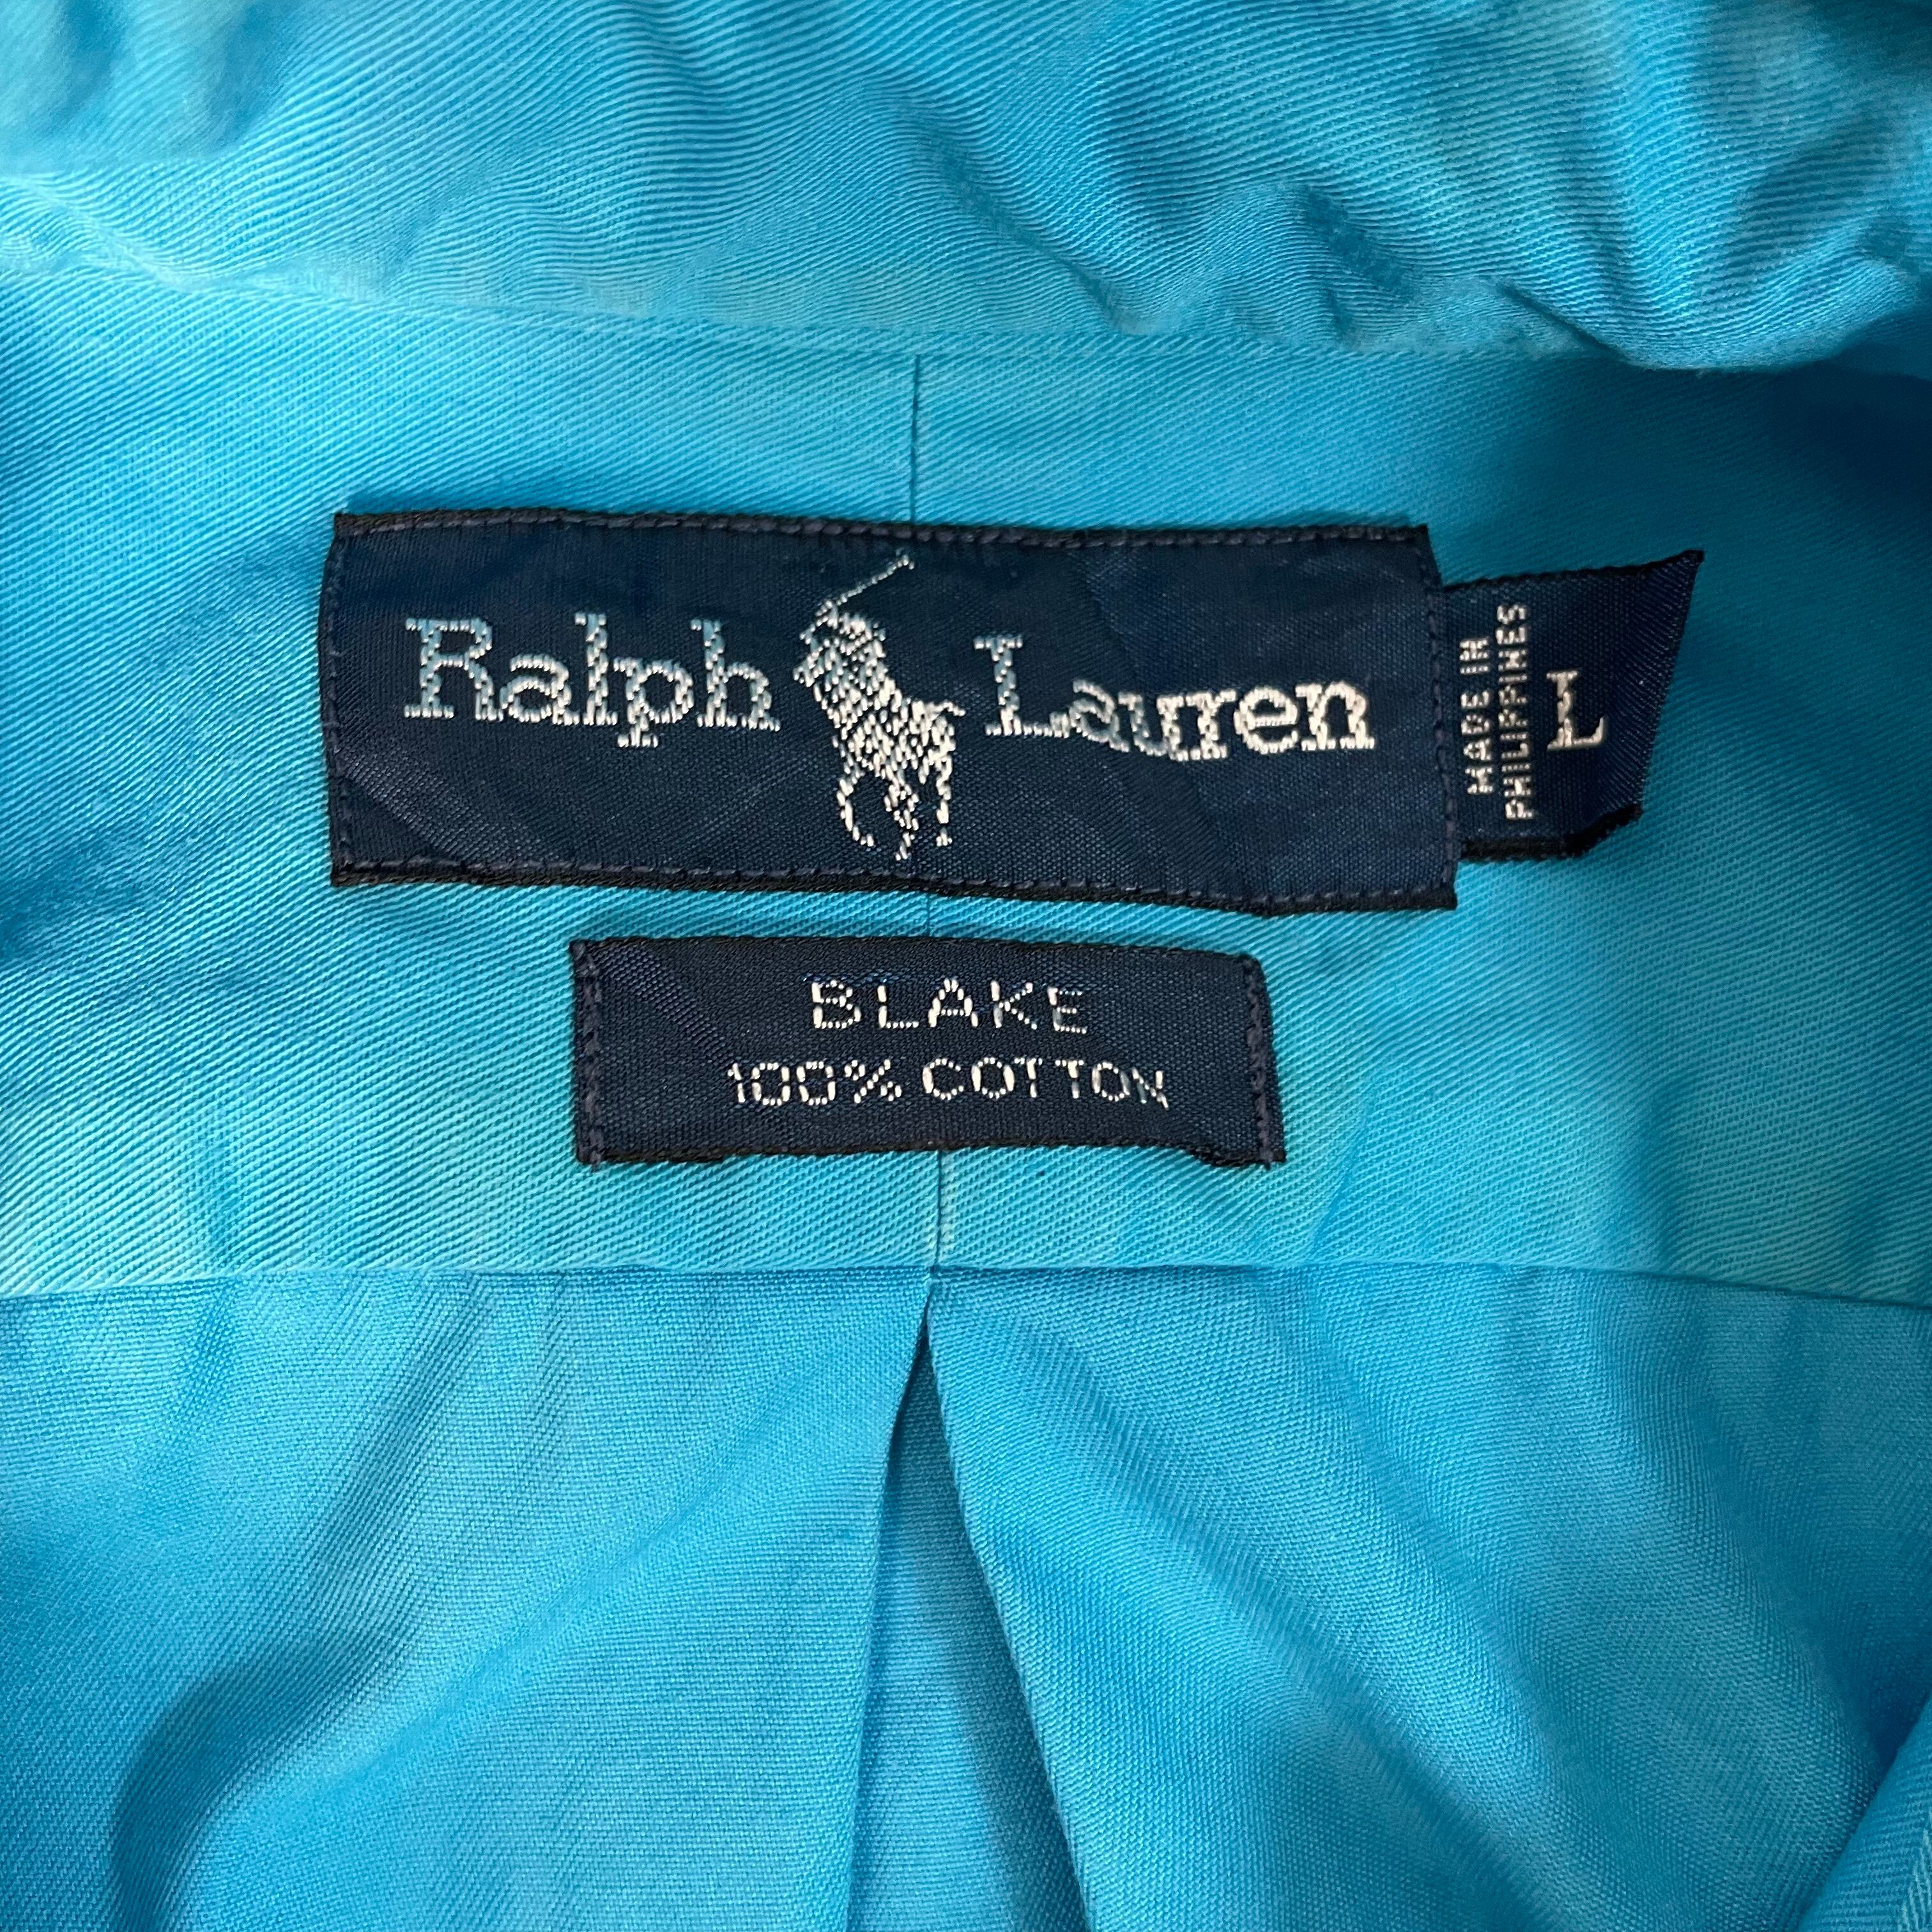 Ralph Lauren
MADE IN
PHILIPPINES
L
BLAKE
100% COTTON